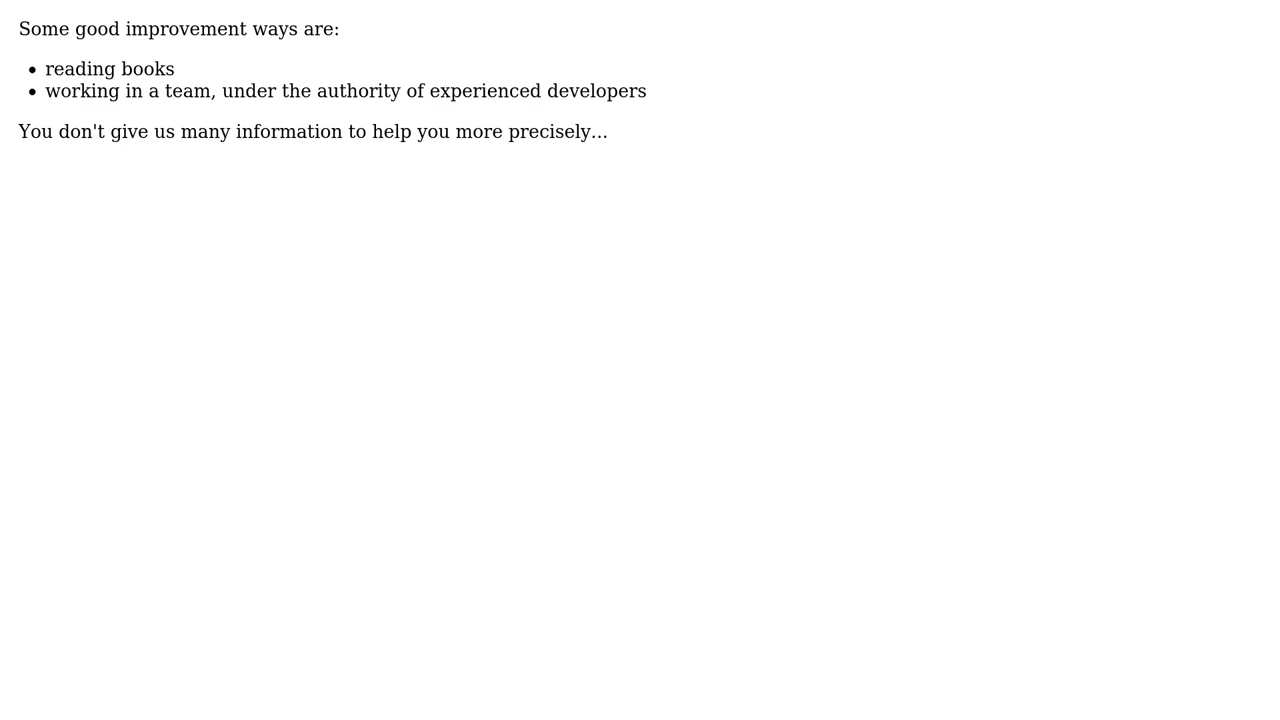 Some good improvement ways are:
• reading books
• working in a team, under the authority of experienced developers
You don't give us many information to help you more precisely...